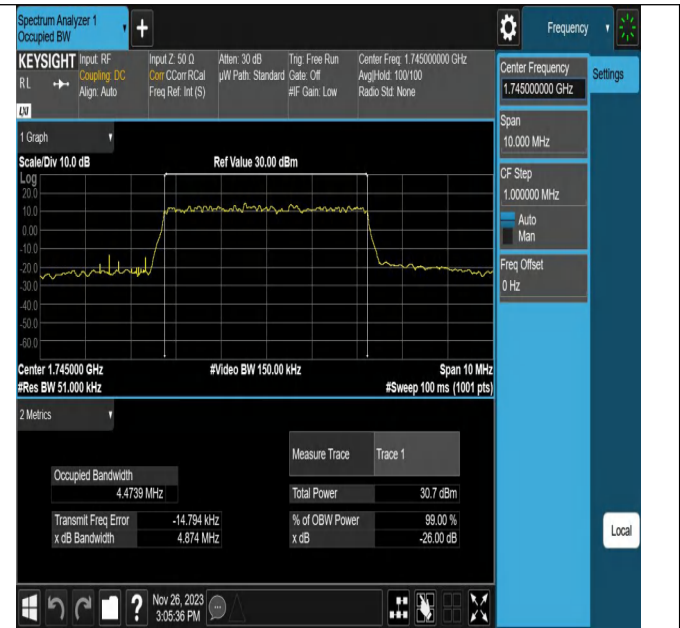 Spectrum Analyzer 1
Occupied BW
KEYSIGHT
RL
LXI
Input: RF
Coupling: DC
Align: Auto
Input Z: 50 Ω
Corr CCorr RCal
Freq Ref: Int (S)
Atten: 30 dB
µW Path: Standard
Trig: Free Run
Gate: Off
#IF Gain: Low
Center Freq: 1.745000000 GHz
Avg|Hold: 100/100
Radio Std: None
1 Graph
Scale/Div 10.0 dB
Ref Value 30.00 dBm
Log
20.0
10.0
0.00
-10.0
-20.0
-30.0
-40.0
-50.0
-60.0
Center 1.745000 GHz
#Video BW 150.00 kHz
Span 10 MHz
#Res BW 51.000 kHz
#Sweep 100 ms (1001 pts)
2 Metrics
Measure Trace
Trace 1
Occupied Bandwidth
4.4739 MHz
Total Power
30.7 dBm
Transmit Freq Error
-14.794 kHz
% of OBW Power
99.00 %
x dB Bandwidth
4.874 MHz
x dB
-26.00 dB
?
Nov 26, 2023
3:05:36 PM
Frequency
Center Frequency
1.745000000 GHz
Settings
Span
10.000 MHz
CF Step
1.000000 MHz
Auto
Man
Freq Offset
0 Hz
Local